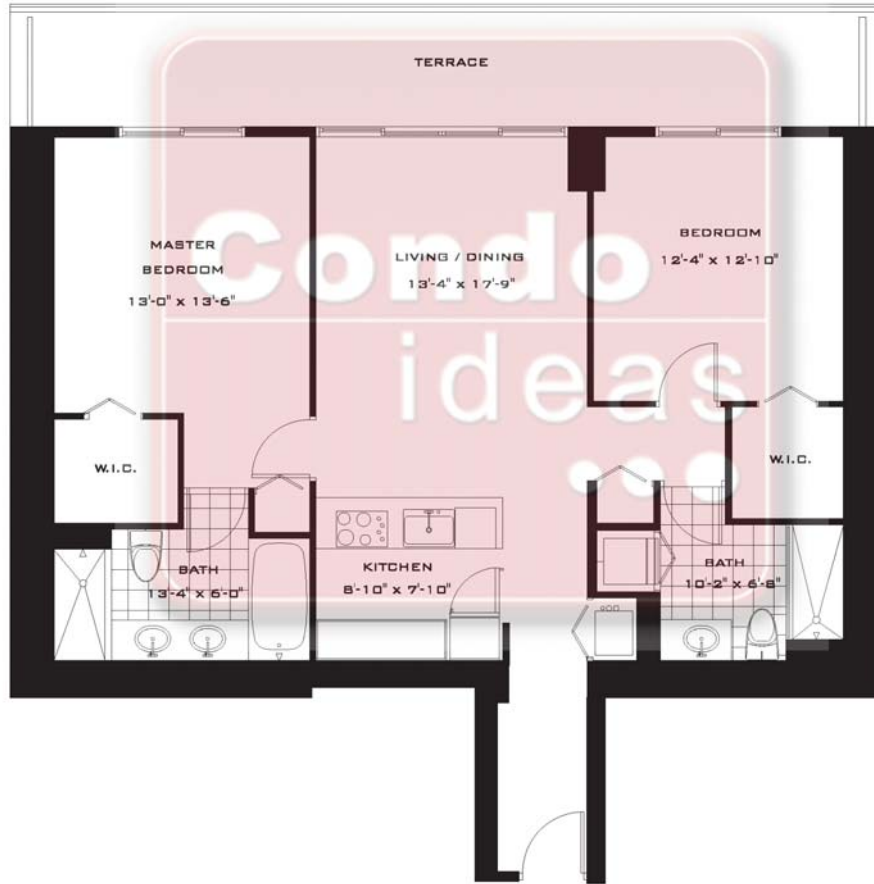 TERRACE
MASTER
BEDROOM
13'-0" x 13'-6"
LIVING / DINING
13'-4" x 17'-9"
BEDROOM
12'-4" x 12'-10"
Condo
ideas
W.I.C.
W.I.C.
BATH
13'-4" x 6'-0"
KITCHEN
8'-10" x 7'-10"
BATH
10'-2" x 6'-8"